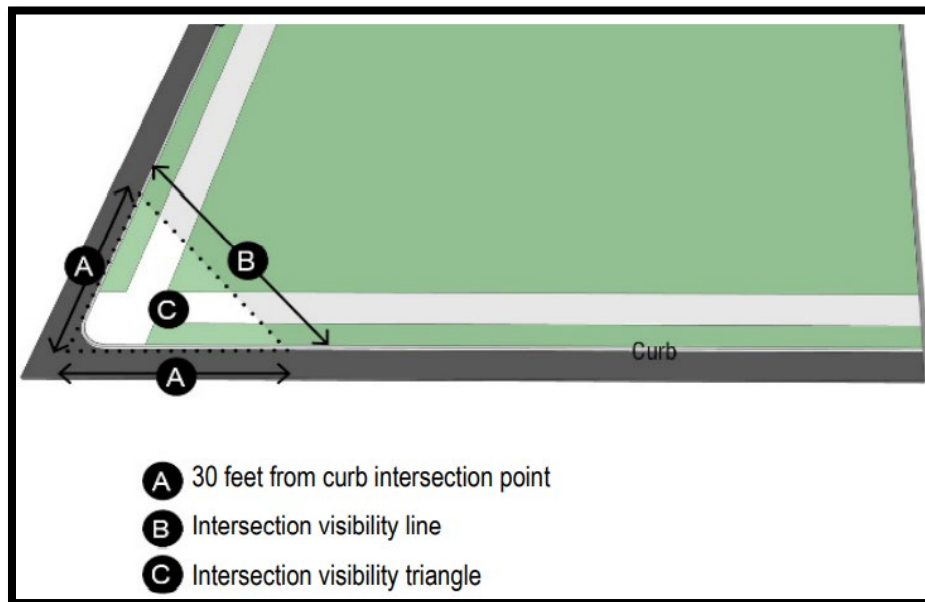 A
B
C
A
Curb
A 30 feet from curb intersection point
B Intersection visibility line
C Intersection visibility triangle